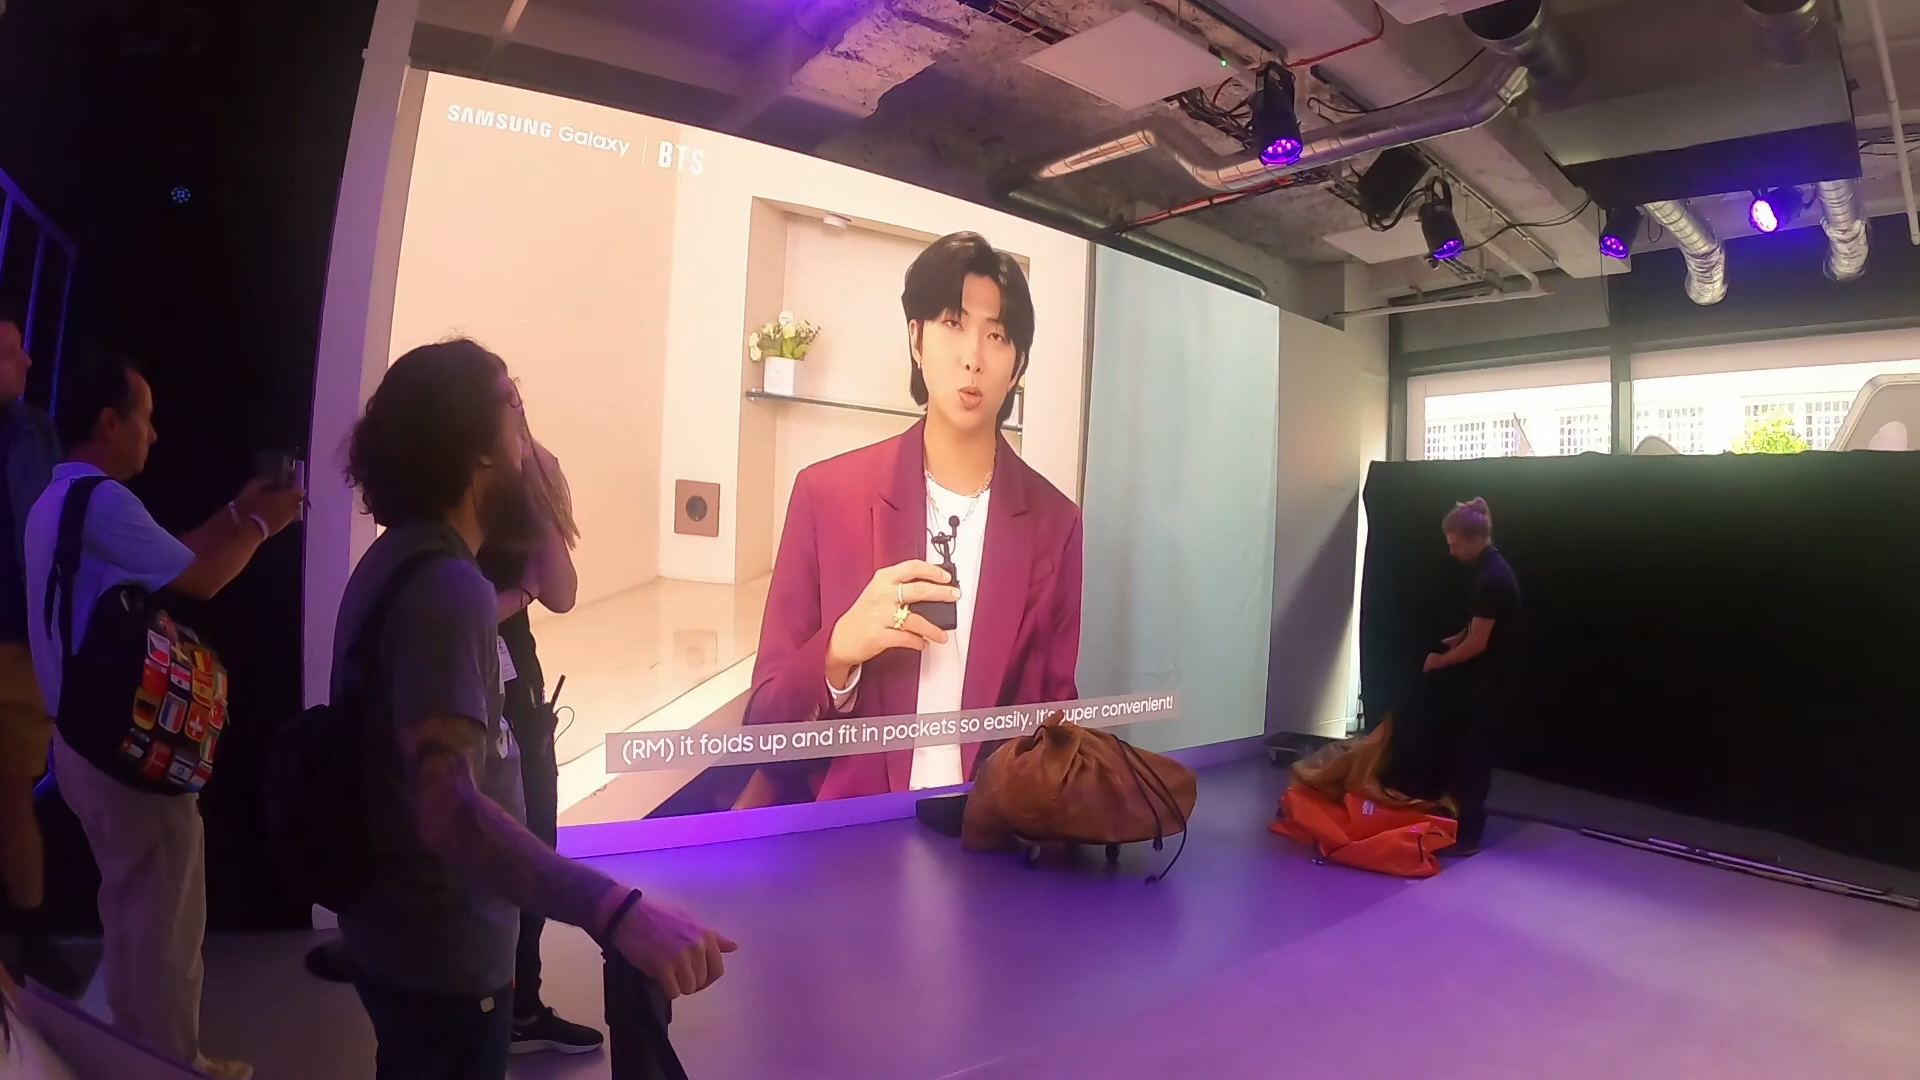 SAMSUNG Galaxy | BTS
(RM) it folds up and fit in pockets so easily. It's super convenient!